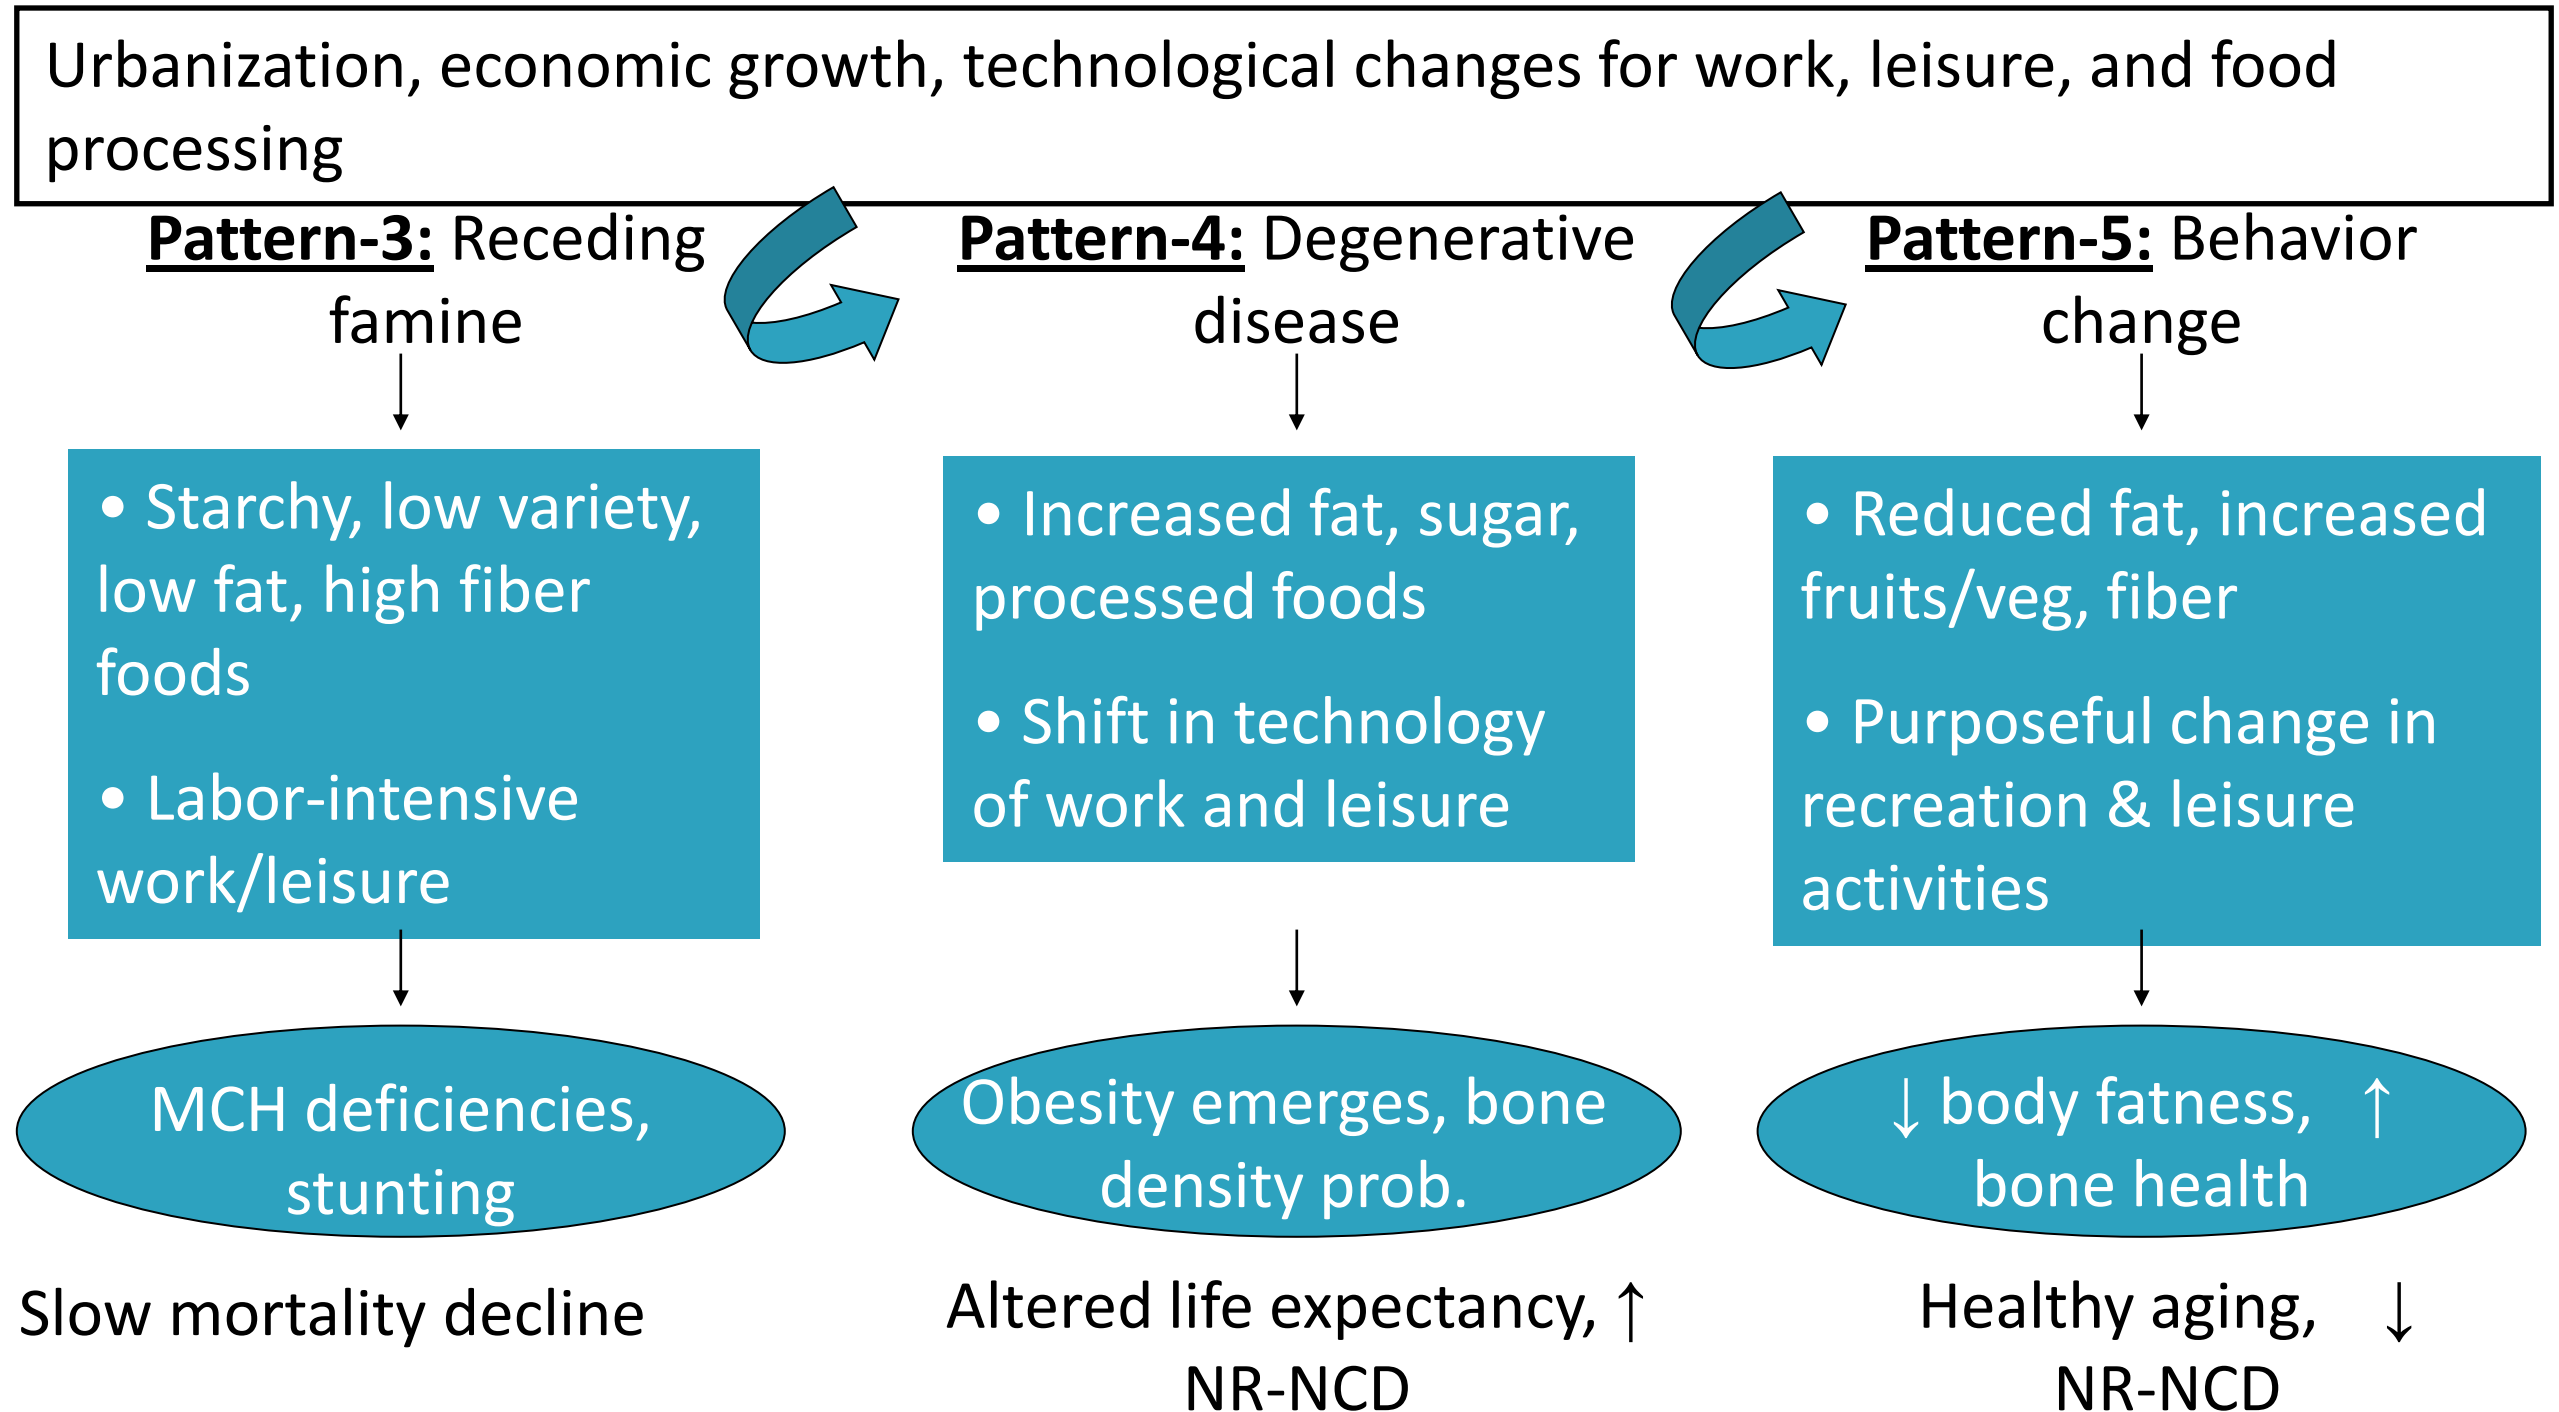 Urbanization, economic growth, technological changes for work, leisure, and food
processing
Pattern-3: Receding
famine
• Starchy, low variety,
low fat, high fiber
foods
• Labor-intensive
work/leisure
MCH deficiencies,
stunting
Slow mortality decline
Pattern-4: Degenerative
disease
• Increased fat, sugar,
processed foods
• Shift in technology
of work and leisure
Obesity emerges, bone
density prob.
Altered life expectancy, ↑
NR-NCD
Pattern-5: Behavior
change
• Reduced fat, increased
fruits/veg, fiber
• Purposeful change in
recreation & leisure
activities
↓ body fatness, ↑
bone health
Healthy aging, ↓
NR-NCD